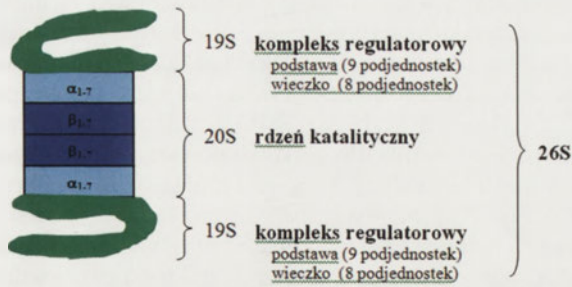 19S kompleks regulatorowy
podstawa (9 podjednostek)
wieczko (8 podjednostek)
α1-7
β1-7
20S rdzeń katalityczny
26S
β1-7
α1-7
19S kompleks regulatorowy
podstawa (9 podjednostek)
wieczko (8 podjednostek)